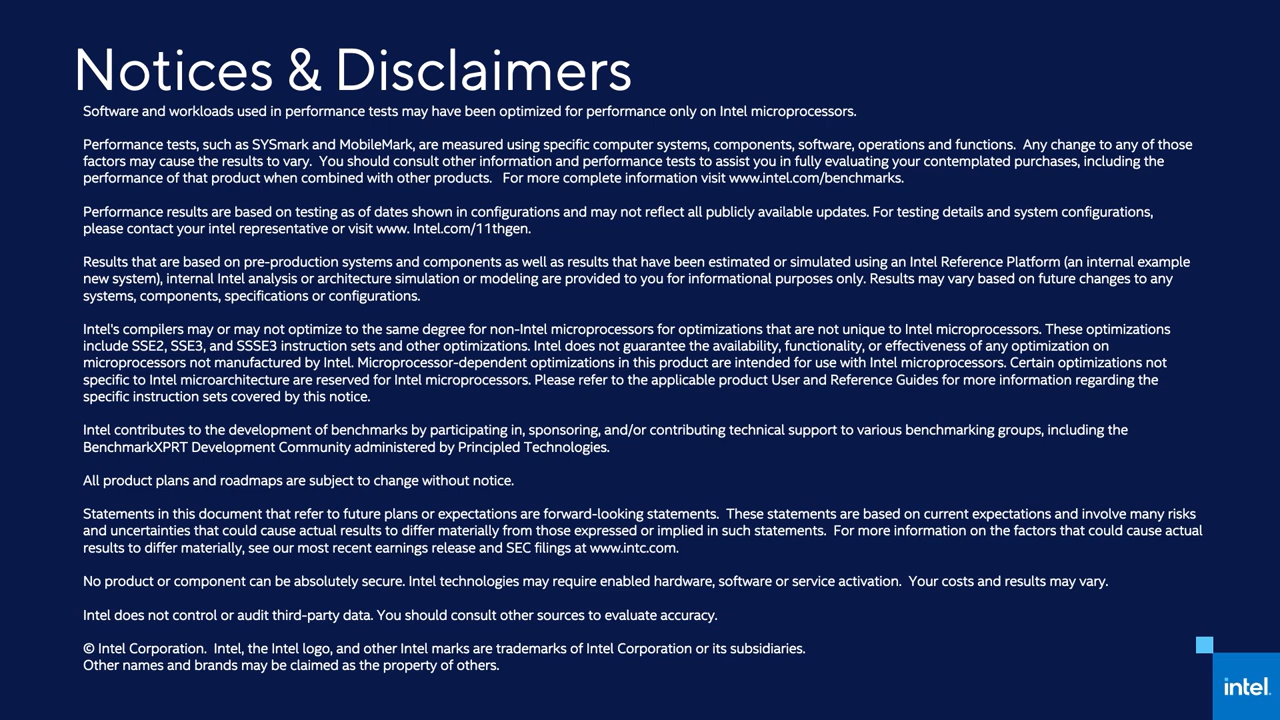 Notices & Disclaimers
Software and workloads used in performance tests may have been optimized for performance only on Intel microprocessors.
Performance tests, such as SYSmark and MobileMark, are measured using specific computer systems, components, software, operations and functions.  Any change to any of those
factors may cause the results to vary.  You should consult other information and performance tests to assist you in fully evaluating your contemplated purchases, including the
performance of that product when combined with other products.   For more complete information visit www.intel.com/benchmarks.
Performance results are based on testing as of dates shown in configurations and may not reflect all publicly available updates. For testing details and system configurations,
please contact your intel representative or visit www. Intel.com/11thgen.
Results that are based on pre-production systems and components as well as results that have been estimated or simulated using an Intel Reference Platform (an internal example
new system), internal Intel analysis or architecture simulation or modeling are provided to you for informational purposes only. Results may vary based on future changes to any
systems, components, specifications or configurations.
Intel's compilers may or may not optimize to the same degree for non-Intel microprocessors for optimizations that are not unique to Intel microprocessors. These optimizations
include SSE2, SSE3, and SSSE3 instruction sets and other optimizations. Intel does not guarantee the availability, functionality, or effectiveness of any optimization on
microprocessors not manufactured by Intel. Microprocessor-dependent optimizations in this product are intended for use with Intel microprocessors. Certain optimizations not
specific to Intel microarchitecture are reserved for Intel microprocessors. Please refer to the applicable product User and Reference Guides for more information regarding the
specific instruction sets covered by this notice.
Intel contributes to the development of benchmarks by participating in, sponsoring, and/or contributing technical support to various benchmarking groups, including the
BenchmarkXPRT Development Community administered by Principled Technologies.
All product plans and roadmaps are subject to change without notice.
Statements in this document that refer to future plans or expectations are forward-looking statements.  These statements are based on current expectations and involve many risks
and uncertainties that could cause actual results to differ materially from those expressed or implied in such statements.  For more information on the factors that could cause actual
results to differ materially, see our most recent earnings release and SEC filings at www.intc.com.
No product or component can be absolutely secure. Intel technologies may require enabled hardware, software or service activation.  Your costs and results may vary.
Intel does not control or audit third-party data. You should consult other sources to evaluate accuracy.
© Intel Corporation.  Intel, the Intel logo, and other Intel marks are trademarks of Intel Corporation or its subsidiaries.
Other names and brands may be claimed as the property of others.
intel.